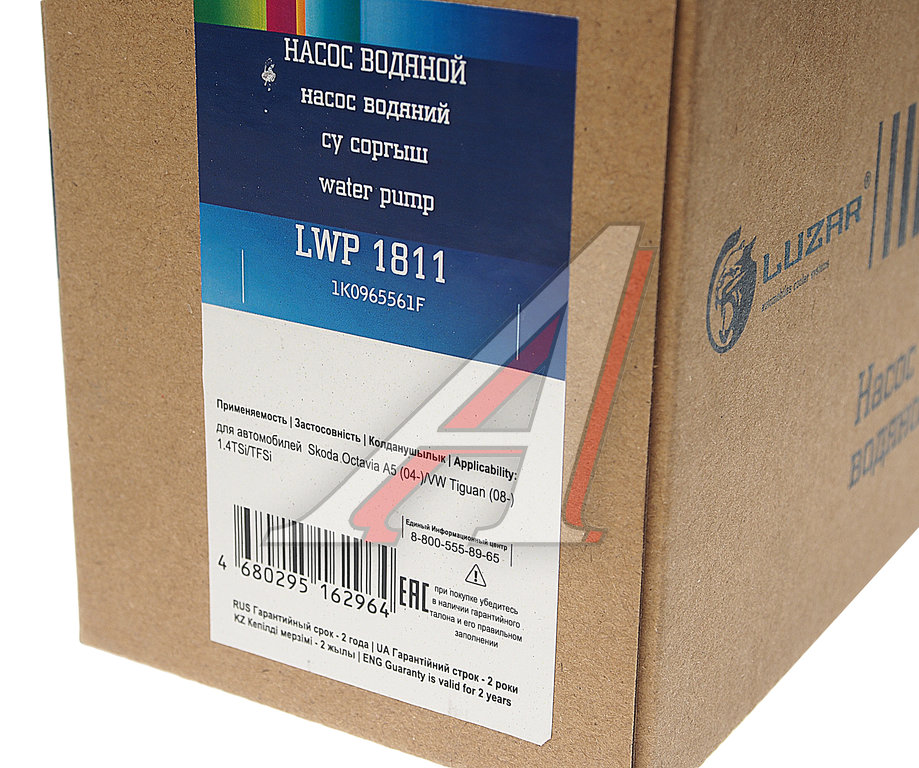 НАСОС ВОДЯНОЙ
насос водяний
су соргыш
water pump
LWP 1811
1K0965561F
Применяемость | Застосовність | Колданушылык | Applicability:
для автомобилей Skoda Octavia A5 (04-)/VW Tiguan (08-)
1.4TSi/TFSi
Единый Информационный центр
8-800-555-89-65
4 680295 162964
EAC
при покупке убедитесь
в наличии гарантийного
талона и его правильном
заполнении
RUS Гарантийный срок - 2 года | UA Гарантійний строк - 2 роки
KZ Кепілді мерзімі - 2 жылы | ENG Guaranty is valid for 2 years
LUZAR®
Насос